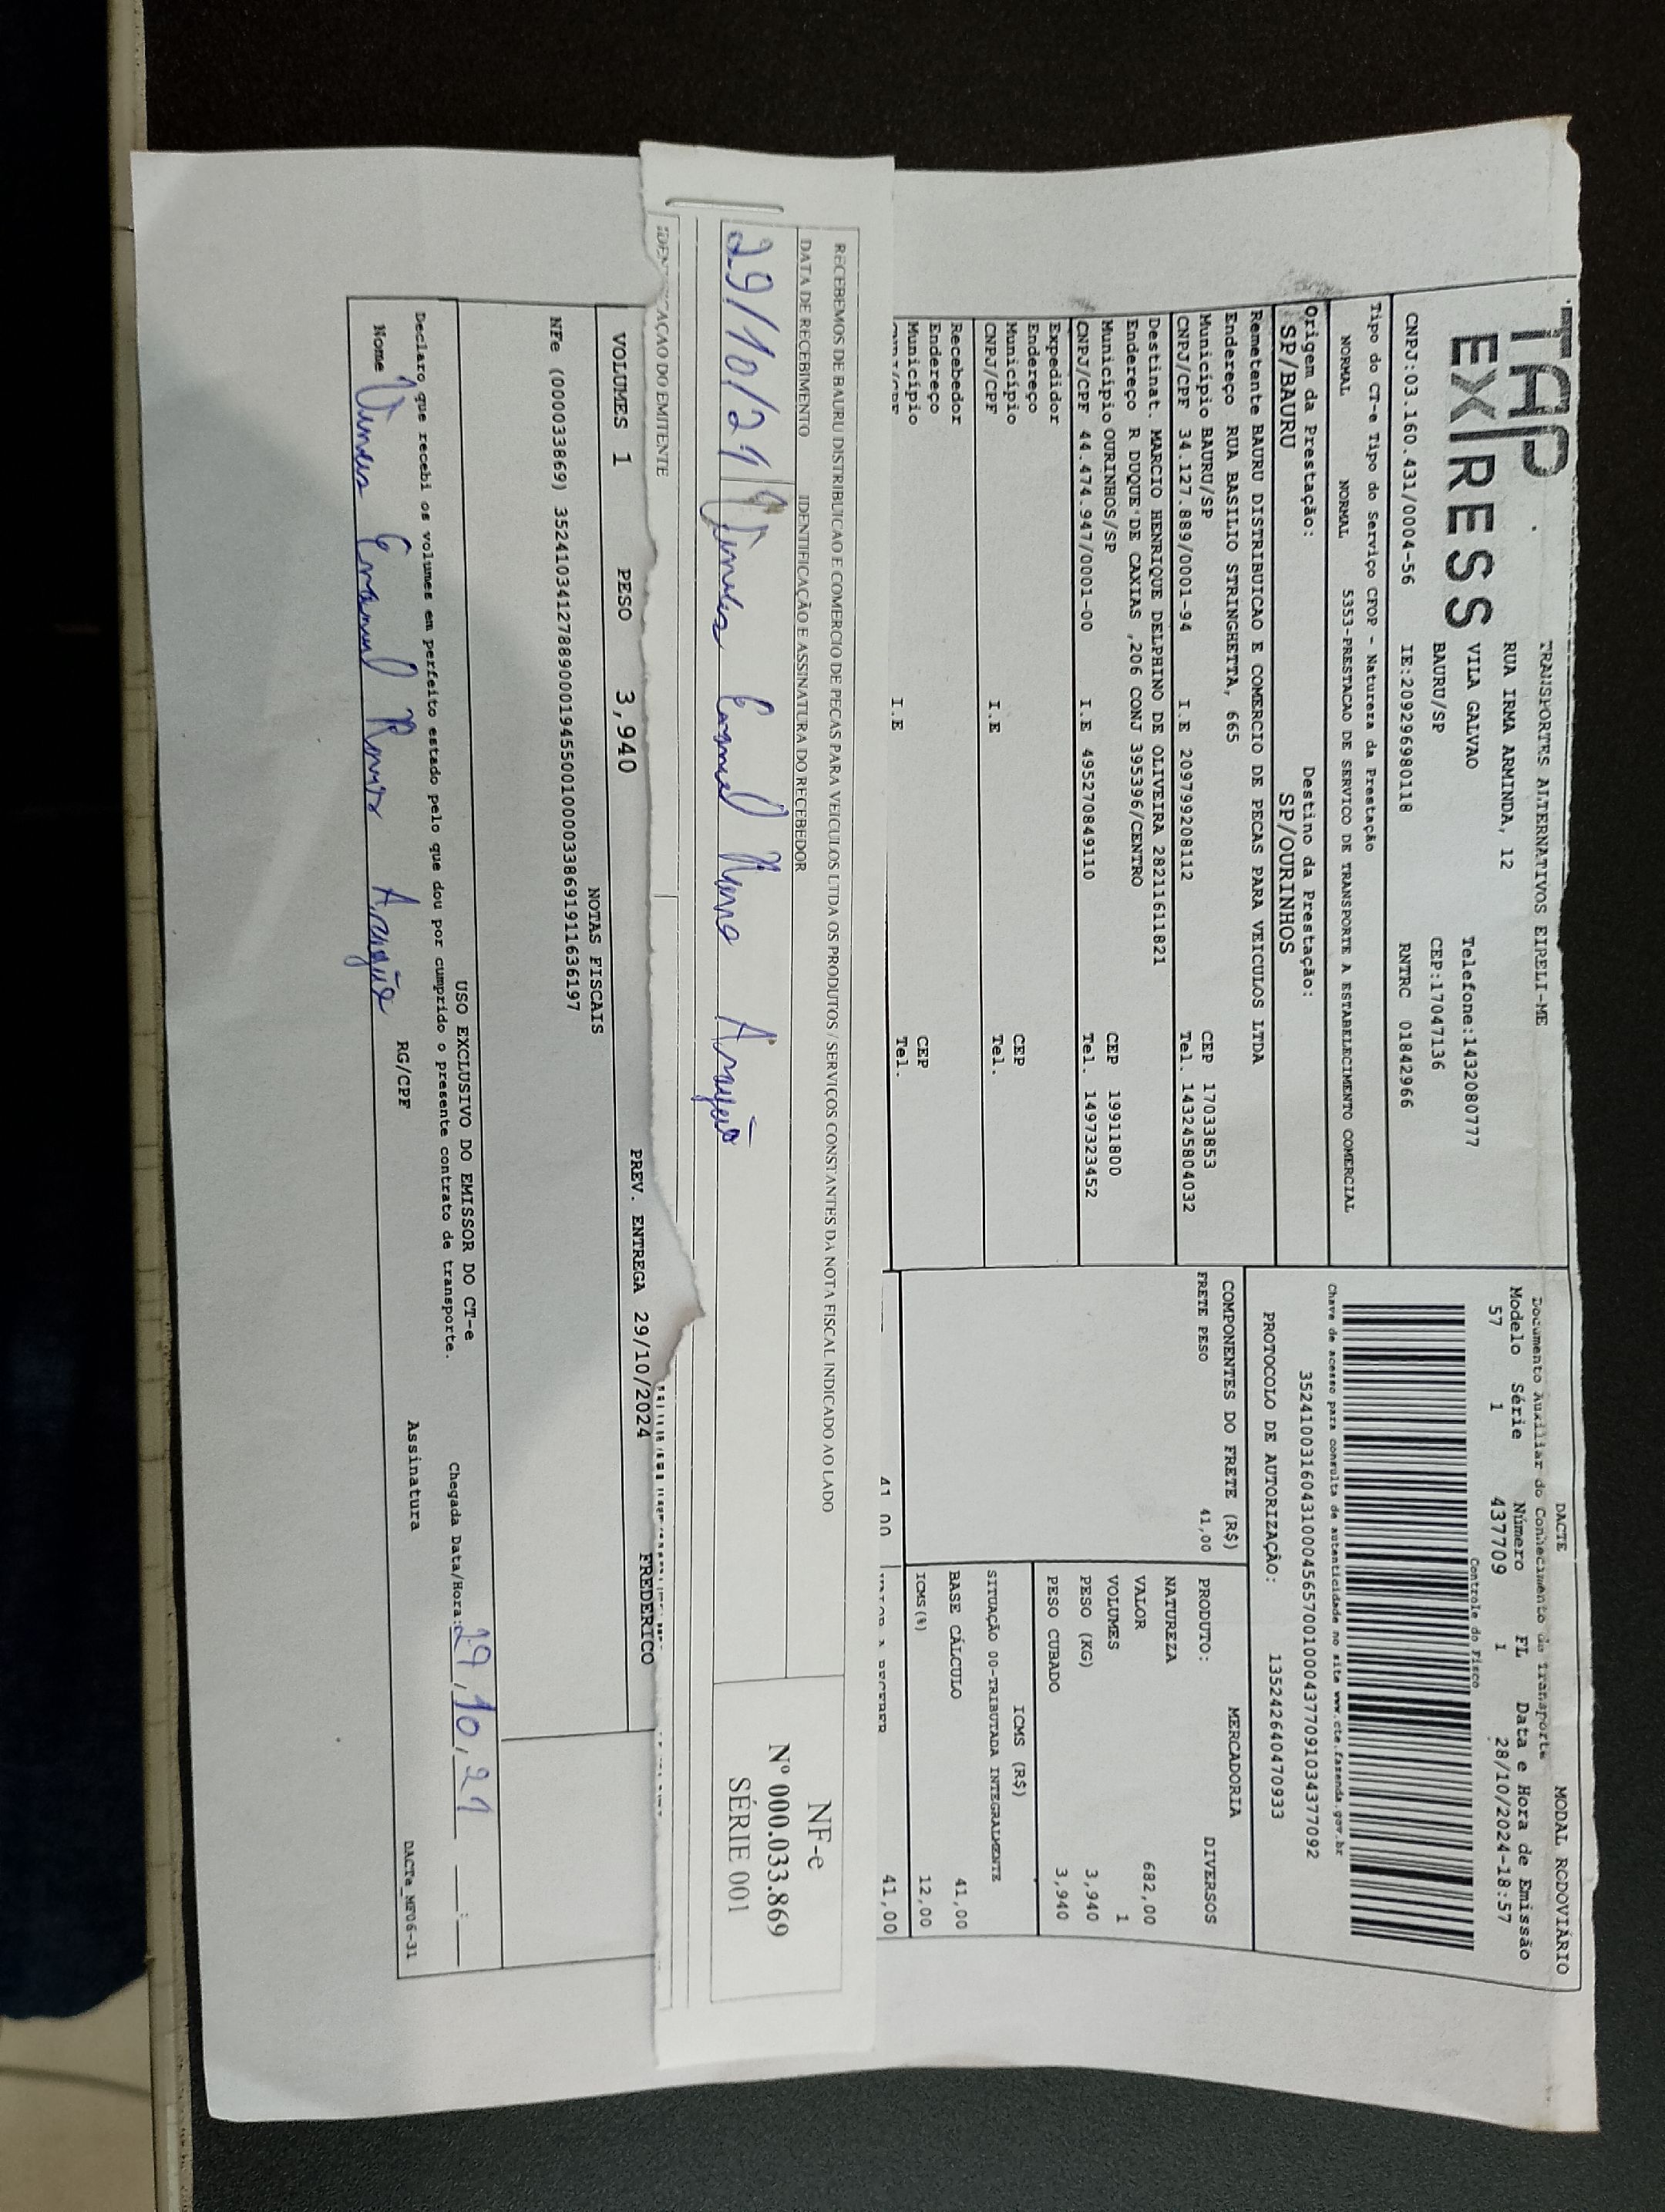 TAP
EXPRESS
TRANSPORTES ALTERNATIVOS EIRELI-ME
RUA IRMA ARMINDA, 12
VILA GALVAO Telefone:1432080777
BAURU/SP CEP:17047136
CNPJ:03.160.431/0004-56 IE:209296980118 RNTRC 01842966
DACTE MODAL RODOVIÁRIO
Documento Auxiliar do Conhecimento de Transporte
Modelo Série Número FL Data e Hora de Emissão
57 1 437709 1 28/10/2024-18:57
Controle do Fisco
Chave de acesso para consulta de autenticidade no site www.cte.fazenda.gov.br
35241003160431000456570010004377091034377092
PROTOCOLO DE AUTORIZAÇÃO: 135242640470933
Tipo do CT-e Tipo do Serviço CFOP - Natureza da Prestação
NORMAL NORMAL 5353-PRESTACAO DE SERVICO DE TRANSPORTE A ESTABELECIMENTO COMERCIAL
Origem da Prestação: Destino da Prestação:
SP/BAURU SP/OURINHOS
Remetente BAURU DISTRIBUICAO E COMERCIO DE PECAS PARA VEICULOS LTDA
Endereço RUA BASILIO STRINGHETTA, 665
Município BAURU/SP CEP 17033853
CNPJ/CPF 34.127.889/0001-94 I.E 209799208112 Tel. 143245804032
Destinat. MARCIO HENRIQUE DELPHINO DE OLIVEIRA 28211611821
Endereço R DUQUE DE CAXIAS ,206 CONJ 395396/CENTRO
Município OURINHOS/SP CEP 19911800
CNPJ/CPF 44.474.947/0001-00 I.E 495270849110 Tel. 1497323452
Expedidor
Endereço
Município CEP
CNPJ/CPF I.E Tel.
Recebedor
Endereço
Município CEP
CNPJ/CPF I.E Tel.
COMPONENTES DO FRETE (R$)
FRETE PESO 41,00
41,00
MERCADORIA
PRODUTO: DIVERSOS
NATUREZA
VALOR 682,00
VOLUMES 1
PESO (KG) 3,940
PESO CUBADO 3,940
ICMS (R$)
SITUAÇÃO 00-TRIBUTADA INTEGRALMENTE
BASE CÁLCULO 41,00
ICMS(%) 12,00
VALOR A RECEBER 41,00
RECEBEMOS DE BAURU DISTRIBUICAO E COMERCIO DE PECAS PARA VEICULOS LTDA OS PRODUTOS / SERVIÇOS CONSTANTES DA NOTA FISCAL INDICADO AO LADO
DATA DE RECEBIMENTO IDENTIFICAÇÃO E ASSINATURA DO RECEBEDOR
29/10/24
NF-e
Nº 000.033.869
SÉRIE 001
IDENTIFICAÇAO DO EMITENTE
VOLUMES 1 PESO 3,940 PREV. ENTREGA 29/10/2024 FREDERICO
NOTAS FISCAIS
NFe (000033869) 35241034127889000194550010000338691911636197
USO EXCLUSIVO DO EMISSOR DO CT-e
Declaro que recebi os volumes em perfeito estado pelo que dou por cumprido o presente contrato de transporte. Chegada Data/Hora: 29,10,24
Nome RG/CPF Assinatura
DACTe_MF06-31